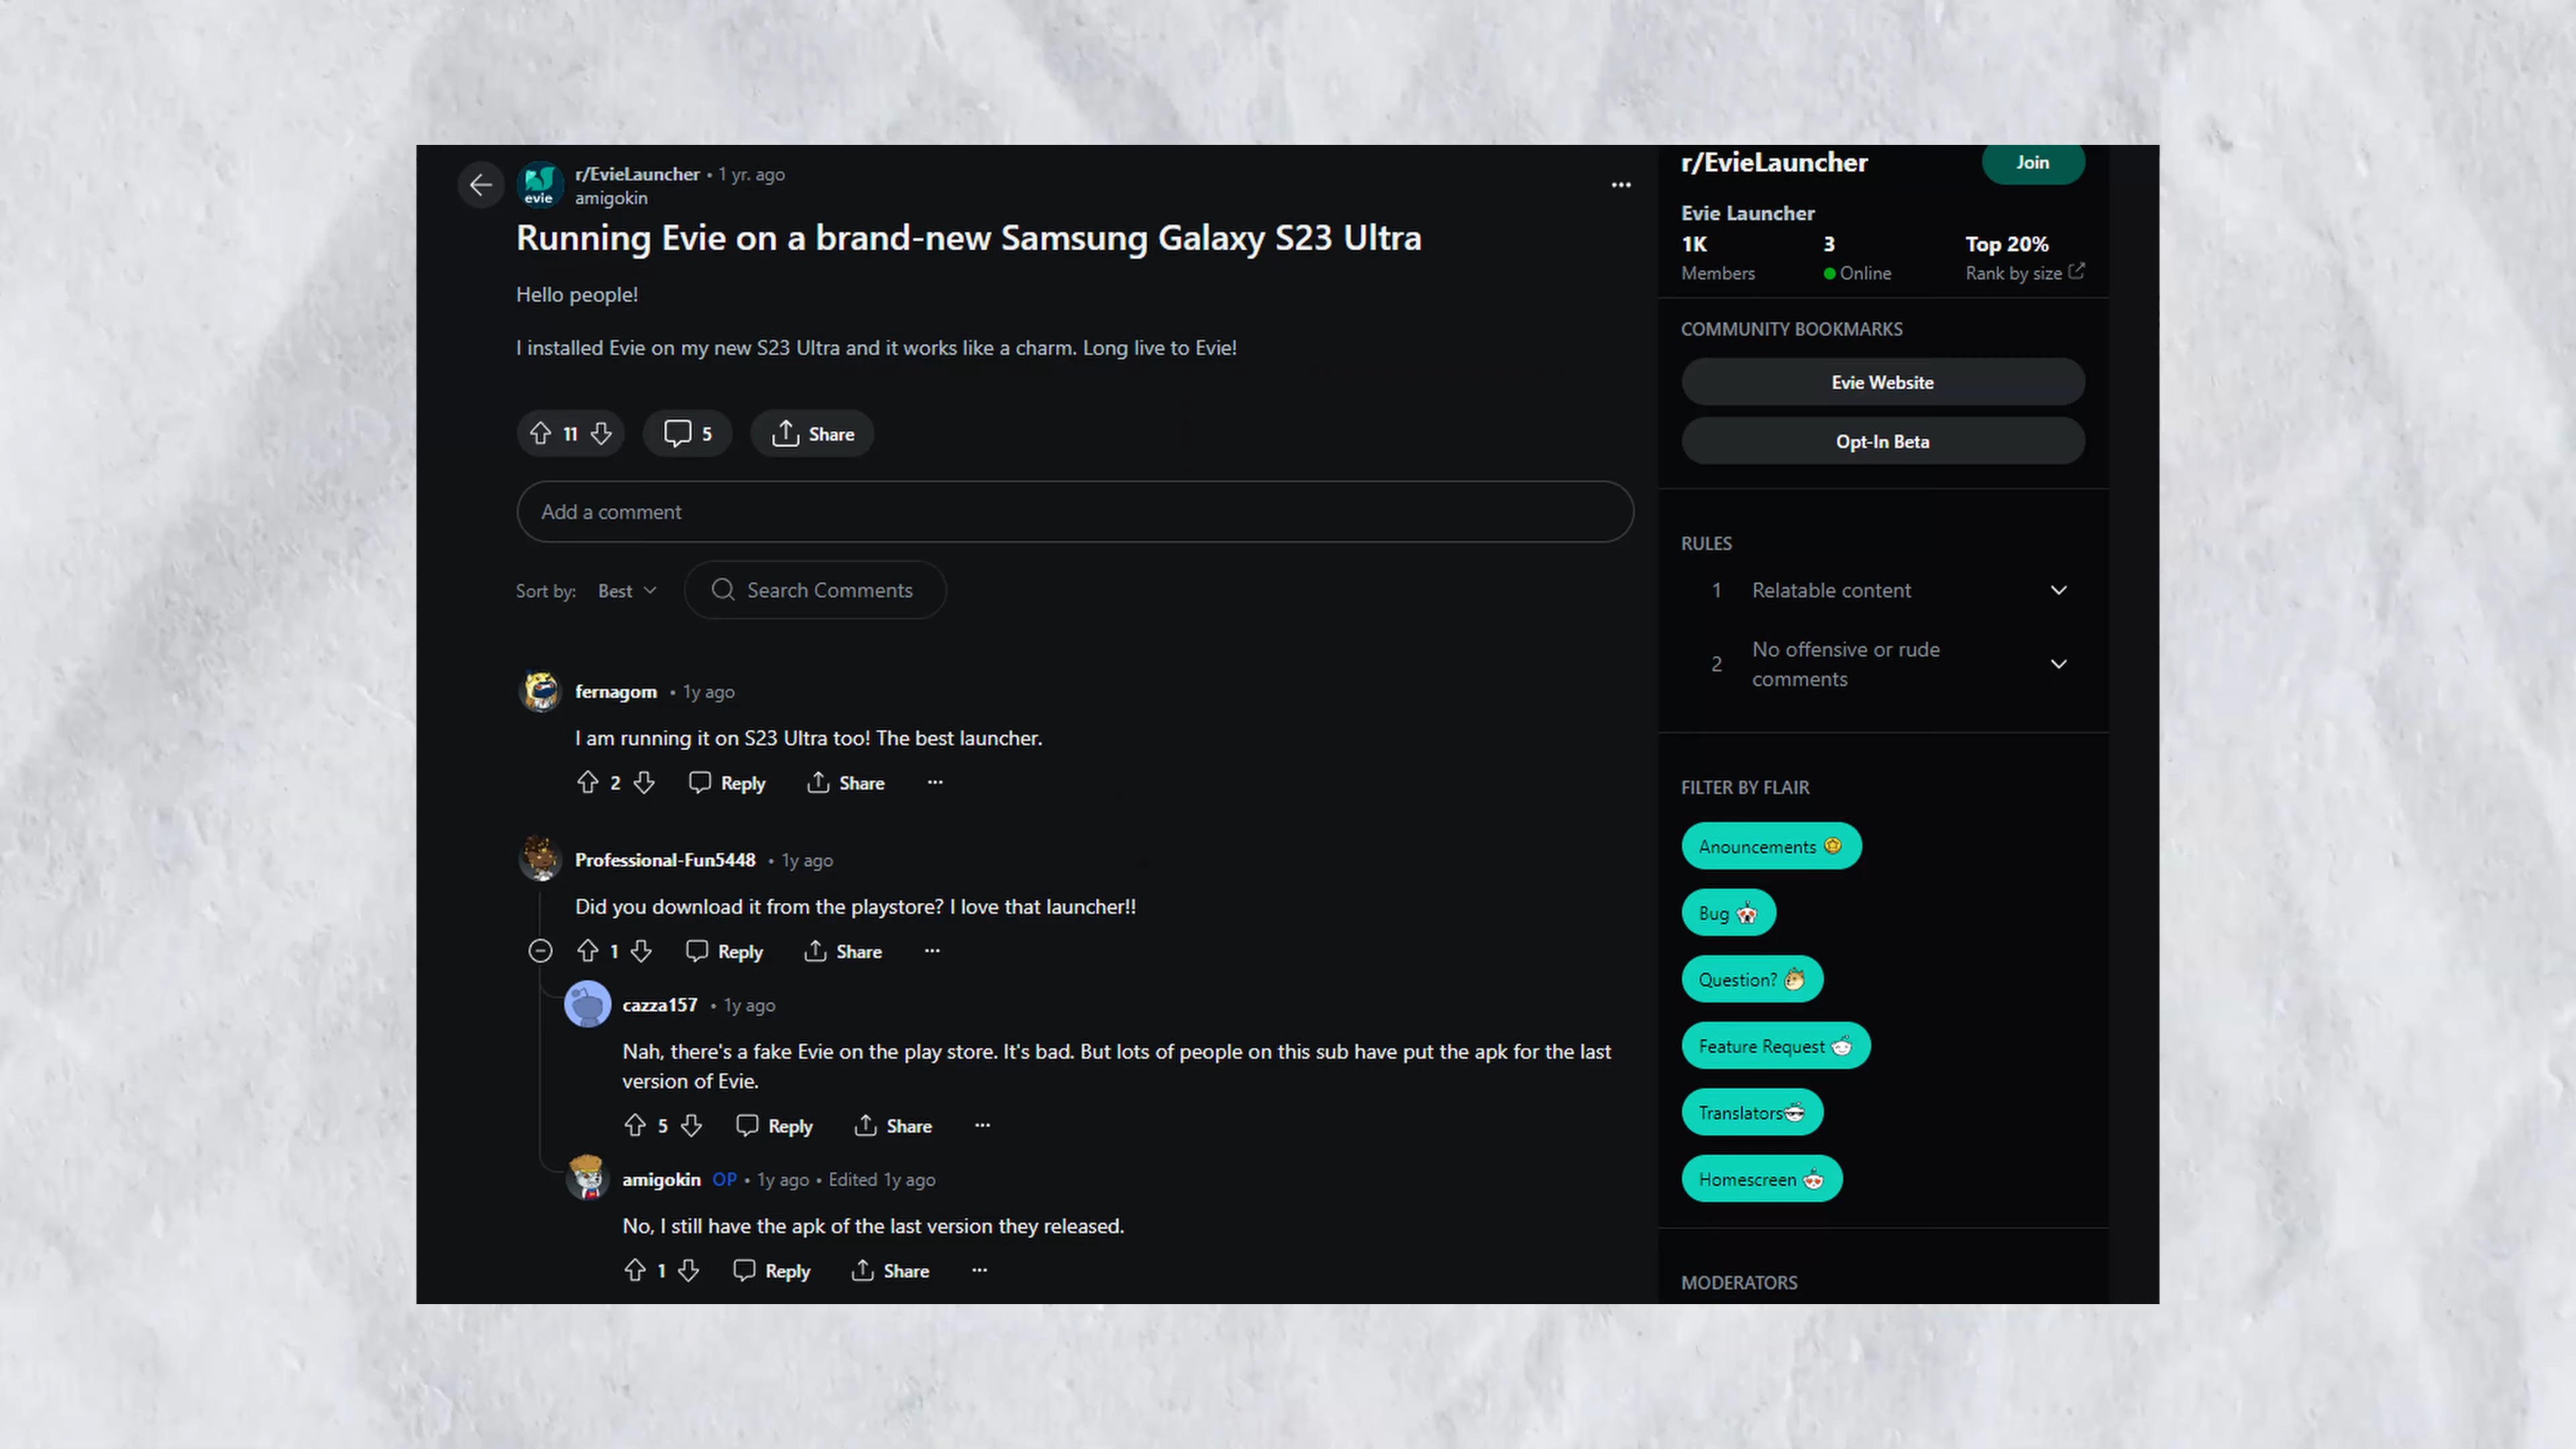 r/EvieLauncher • 1 yr. ago
amigokin
evie
Running Evie on a brand-new Samsung Galaxy S23 Ultra
Hello people!
I installed Evie on my new S23 Ultra and it works like a charm. Long live to Evie!
11
5
Share
Add a comment
Sort by: Best
Search Comments
fernagom • 1y ago
I am running it on S23 Ultra too! The best launcher.
2 Reply Share ...
Professional-Fun5448 • 1y ago
Did you download it from the playstore? I love that launcher!!
1 Reply Share ...
cazza157 • 1y ago
Nah, there's a fake Evie on the play store. It's bad. But lots of people on this sub have put the apk for the last
version of Evie.
5 Reply Share ...
amigokin OP • 1y ago • Edited 1y ago
No, I still have the apk of the last version they released.
1 Reply Share ...
r/EvieLauncher
Join
Evie Launcher
1K 3 Top 20%
Members Online Rank by size
COMMUNITY BOOKMARKS
Evie Website
Opt-In Beta
RULES
1 Relatable content
2 No offensive or rude
comments
FILTER BY FLAIR
Anouncements
Bug
Question?
Feature Request
Translators
Homescreen
MODERATORS